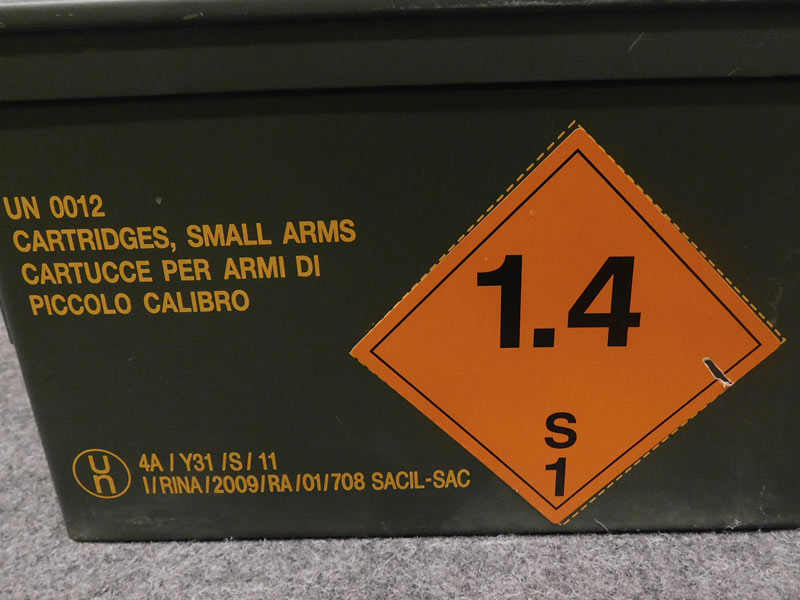 UN 0012
CARTRIDGES, SMALL ARMS
CARTUCCE PER ARMI DI
PICCOLO CALIBRO
1.4
S
1
un
4A / Y31 /S / 11
I/RINA/2009/RA/01/708 SACIL-SAC